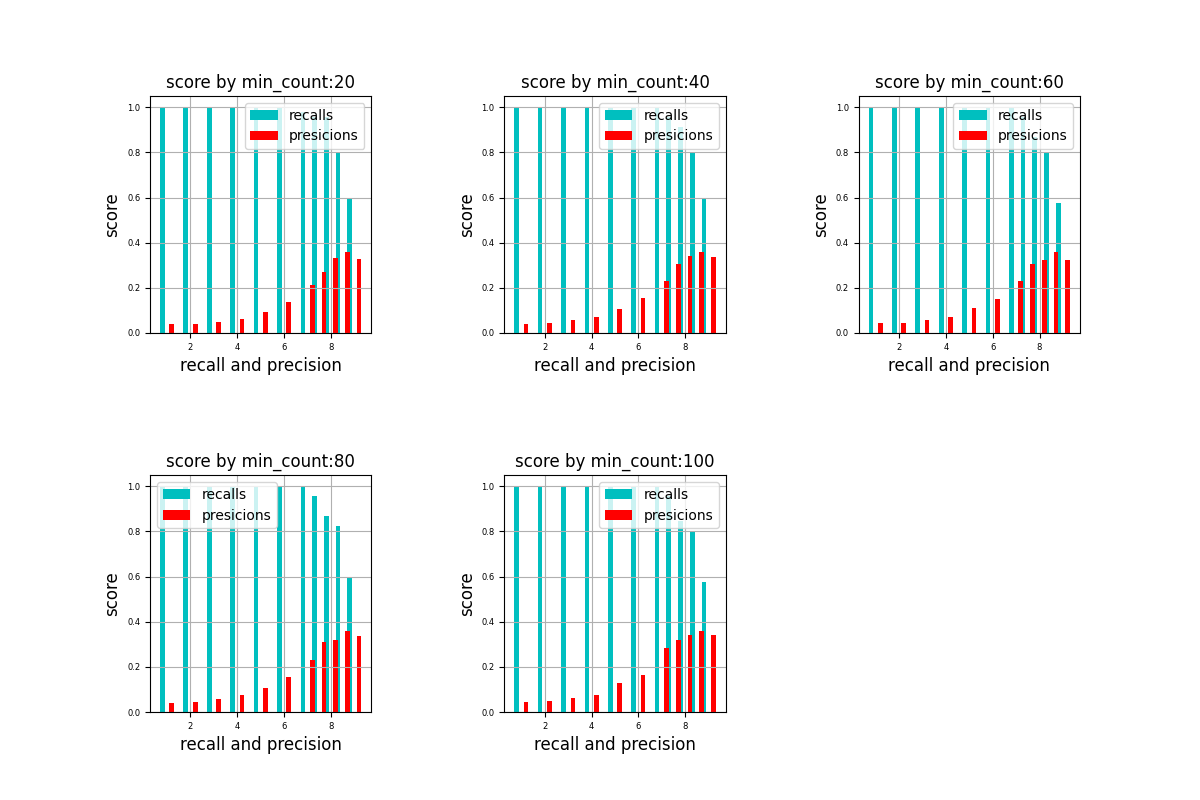 score by min_count:20
1.0
0.8
0.6
0.4
0.2
0.0
score
recalls
presicions
2 4 6 8
recall and precision
score by min_count:40
1.0
0.8
0.6
0.4
0.2
0.0
score
recalls
presicions
2 4 6 8
recall and precision
score by min_count:60
1.0
0.8
0.6
0.4
0.2
0.0
score
recalls
presicions
2 4 6 8
recall and precision
score by min_count:80
1.0
0.8
0.6
0.4
0.2
0.0
score
recalls
presicions
2 4 6 8
recall and precision
score by min_count:100
1.0
0.8
0.6
0.4
0.2
0.0
score
recalls
presicions
2 4 6 8
recall and precision